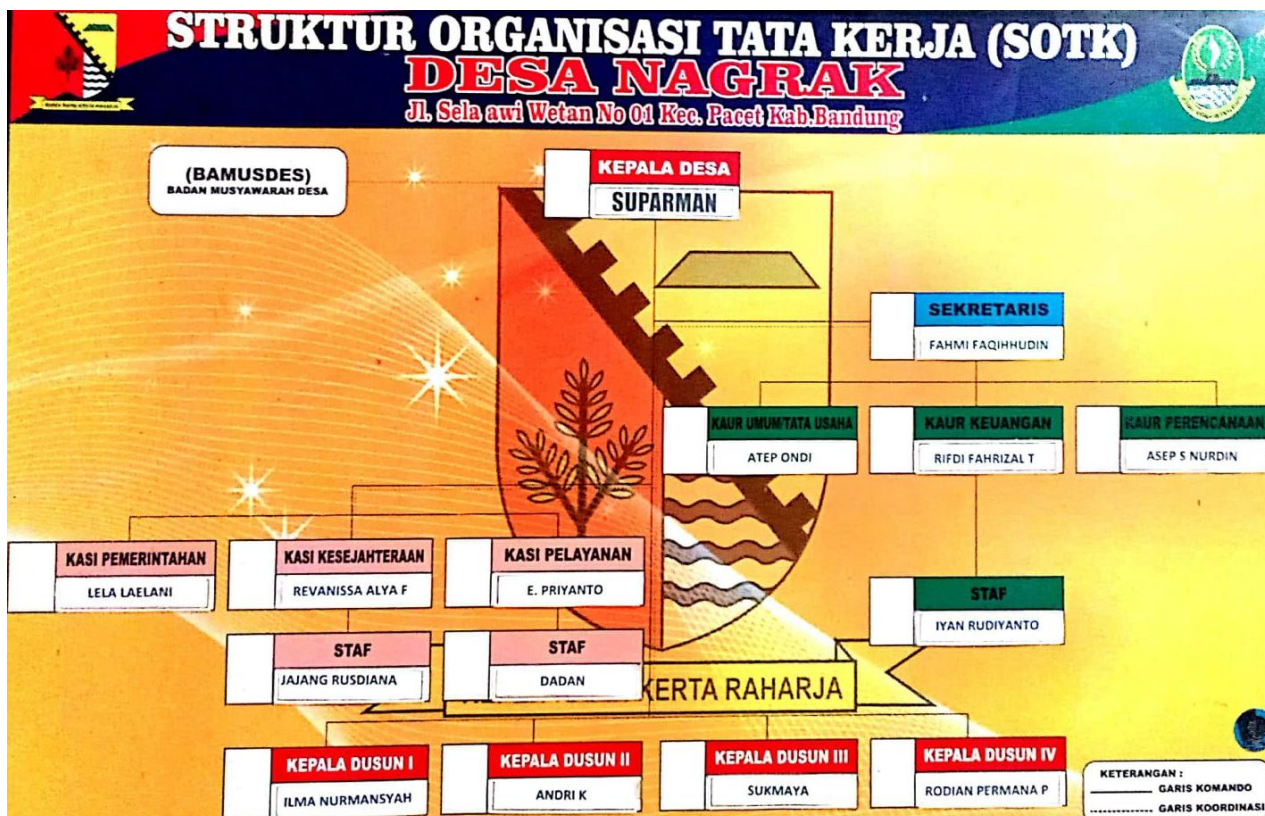 STRUKTUR ORGANISASI TATA KERJA (SOTK)
DESA NAGRAK
Jl. Sela awi Wetan No 01 Kec. Pacet Kab.Bandung
(BAMUSDES)
BADAN MUSYAWARAH DESA
KEPALA DESA
SUPARMAN
SEKRETARIS
FAHMI FAQIHHUDIN
KAUR UMUM/TATA USAHA
ATEP ONDI
KAUR KEUANGAN
RIFDI FAHRIZAL T
KAUR PERENCANAAN
ASEP S NURDIN
KASI PEMERINTAHAN
LELA LAELANI
KASI KESEJAHTERAAN
REVANISSA ALYA F
KASI PELAYANAN
E. PRIYANTO
STAF
IYAN RUDIYANTO
STAF
JAJANG RUSDIANA
STAF
DADAN
KERTA RAHARJA
KEPALA DUSUN I
ILMA NURMANSYAH
KEPALA DUSUN II
ANDRI K
KEPALA DUSUN III
SUKMAYA
KEPALA DUSUN IV
RODIAN PERMANA P
KETERANGAN :
GARIS KOMANDO
GARIS KOORDINASI